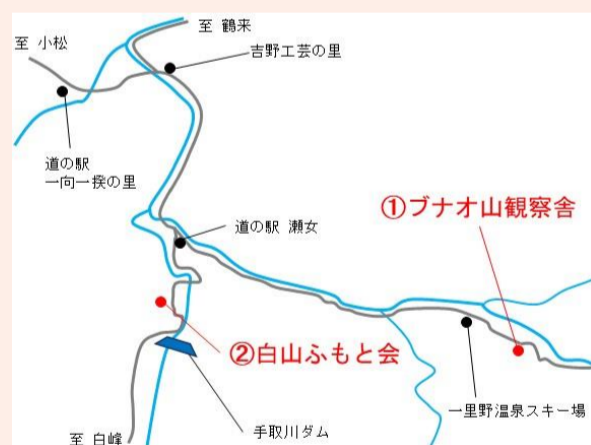 至 鶴来
至 小松
吉野工芸の里
道の駅
一向一揆の里
①ブナオ山観察舎
道の駅 瀬女
②白山ふもと会
一里野温泉スキー場
手取川ダム
至 白峰